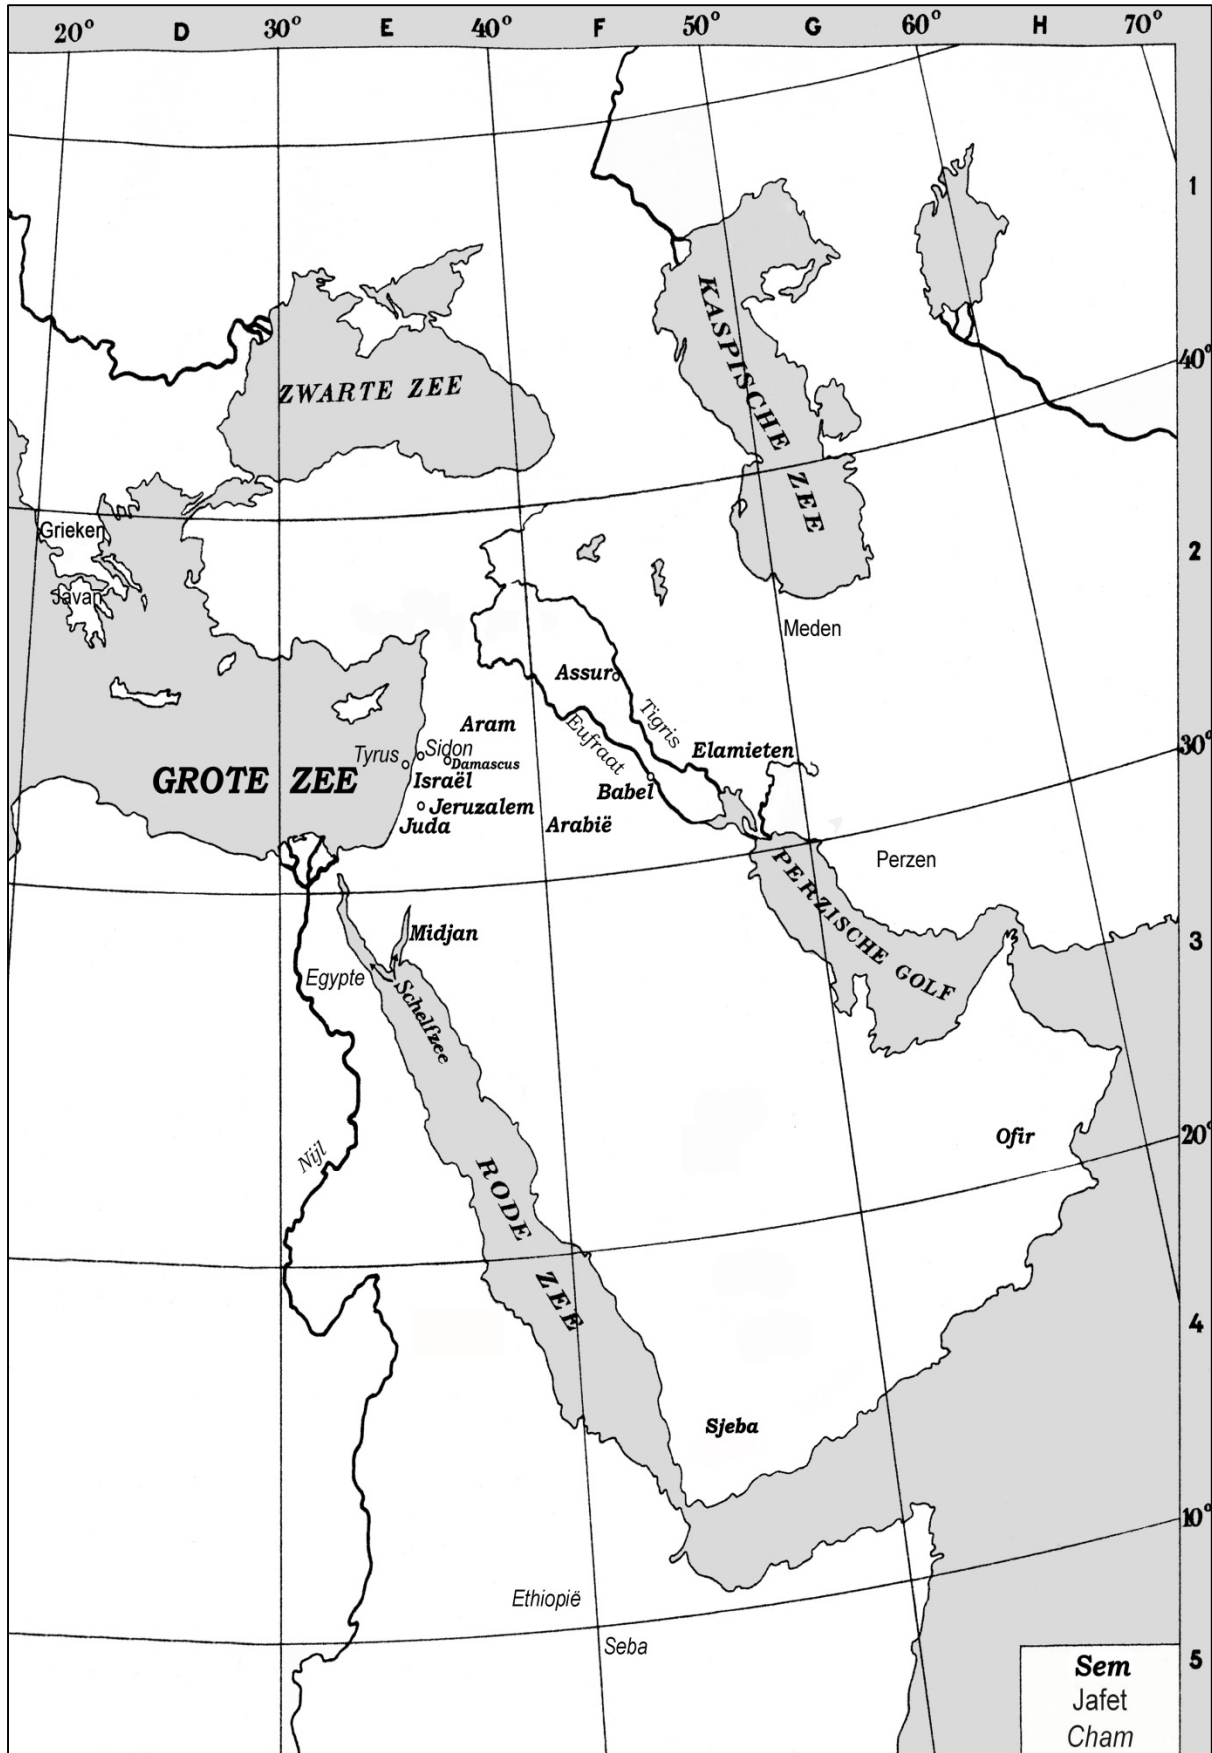 20° D 30° E 40° F 50° G 60° H 70°
1
KASPISCHE ZEE
40°
ZWARTE ZEE
Grieken
2
Javan
Meden
Assur
Tigris
Aram
Eufraat
Elamieten
30°
Tyrus
Sidon
Damascus
GROTE ZEE
Israël
Babel
Jeruzalem
Juda
Arabië
Perzen
PERZISCHE GOLF
Midjan
3
Egypte
Schelfzee
Ofir
20°
Nijl
RODE ZEE
4
Sjeba
10°
Ethiopië
Seba
5
Sem
Jafet
Cham